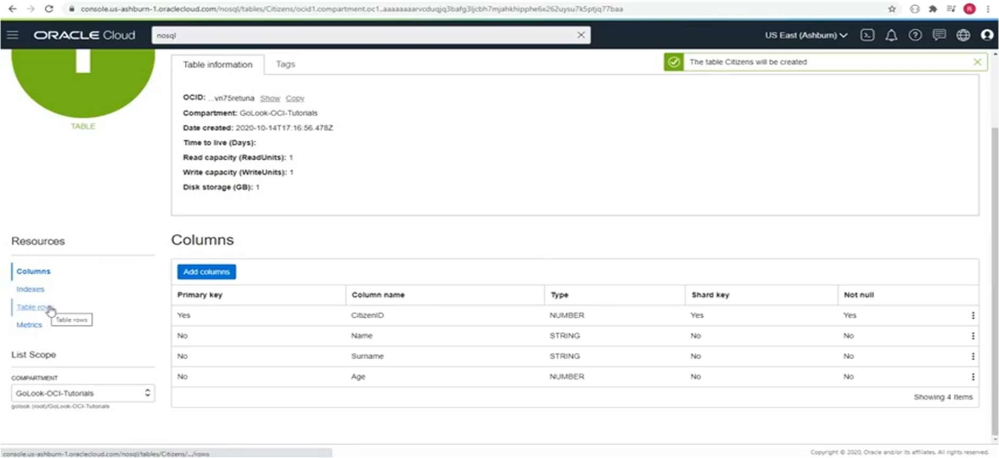 console.us-ashburn-1.oraclecloud.com/nosql/tables/Citizens/ocid1.compartment.oc1..aaaaaaaarvcduqjq3bafg3ljcbh7mjahkhipphe6x262uysu7k5ptjq77baa
ORACLE Cloud
nosql
US East (Ashburn)
Table information
Tags
The table Citizens will be created
OCID: ...vn75retuna Show Copy
Compartment: GoLook-OCI-Tutorials
Date created: 2020-10-14T17:16:56.478Z
Time to live (Days):
Read capacity (ReadUnits): 1
Write capacity (WriteUnits): 1
Disk storage (GB): 1
TABLE
Resources
Columns
Indexes
Table rows
Table rows
Metrics
List Scope
COMPARTMENT
GoLook-OCI-Tutorials
golook (root)/GoLook-OCI-Tutorials
Columns
Add columns
Primary key Column name Type Shard key Not null
Yes CitizenID NUMBER Yes Yes
No Name STRING No No
No Surname STRING No No
No Age NUMBER No No
Showing 4 Items
console.us-ashburn-1.oraclecloud.com/nosql/tables/Citizens/.../rows
Copyright © 2020, Oracle and/or its affiliates. All rights reserved.